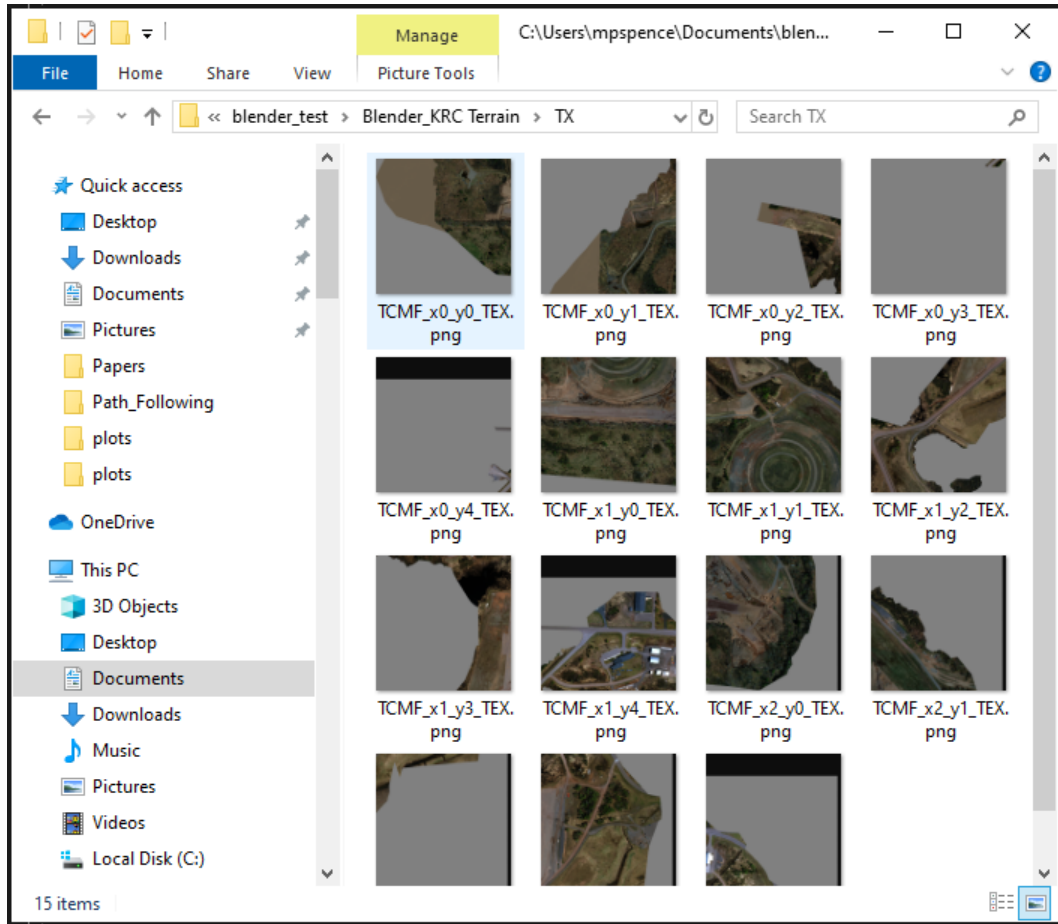 Manage
C:\Users\mpspence\Documents\blen...
File
Home
Share
View
Picture Tools
?
« blender_test > Blender_KRC Terrain > TX
Search TX
Quick access
Desktop
Downloads
Documents
Pictures
Papers
Path_Following
plots
plots
OneDrive
This PC
3D Objects
Desktop
Documents
Downloads
Music
Pictures
Videos
Local Disk (C:)
TCMF_x0_y0_TEX.
png
TCMF_x0_y1_TEX.
png
TCMF_x0_y2_TEX.
png
TCMF_x0_y3_TEX.
png
TCMF_x0_y4_TEX.
png
TCMF_x1_y0_TEX.
png
TCMF_x1_y1_TEX.
png
TCMF_x1_y2_TEX.
png
TCMF_x1_y3_TEX.
png
TCMF_x1_y4_TEX.
png
TCMF_x2_y0_TEX.
png
TCMF_x2_y1_TEX.
png
15 items